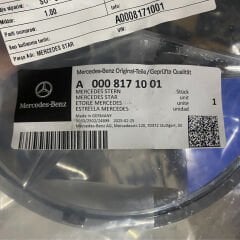 1.00
A0008171001
MERCEDES STAR
Mercedes-Benz
Mercedes-Benz Original-Teile/Geprüfte Qualität
A 000 817 10 01
MERCEDES STERN Stück
MERCEDES STAR unit
ETOILE MERCEDES unité
ESTRELLA MERCEDES unidad
1
Made in GERMANY
Mercedes-Benz AG, Mercedesstr. 120, 70372 Stuttgart,